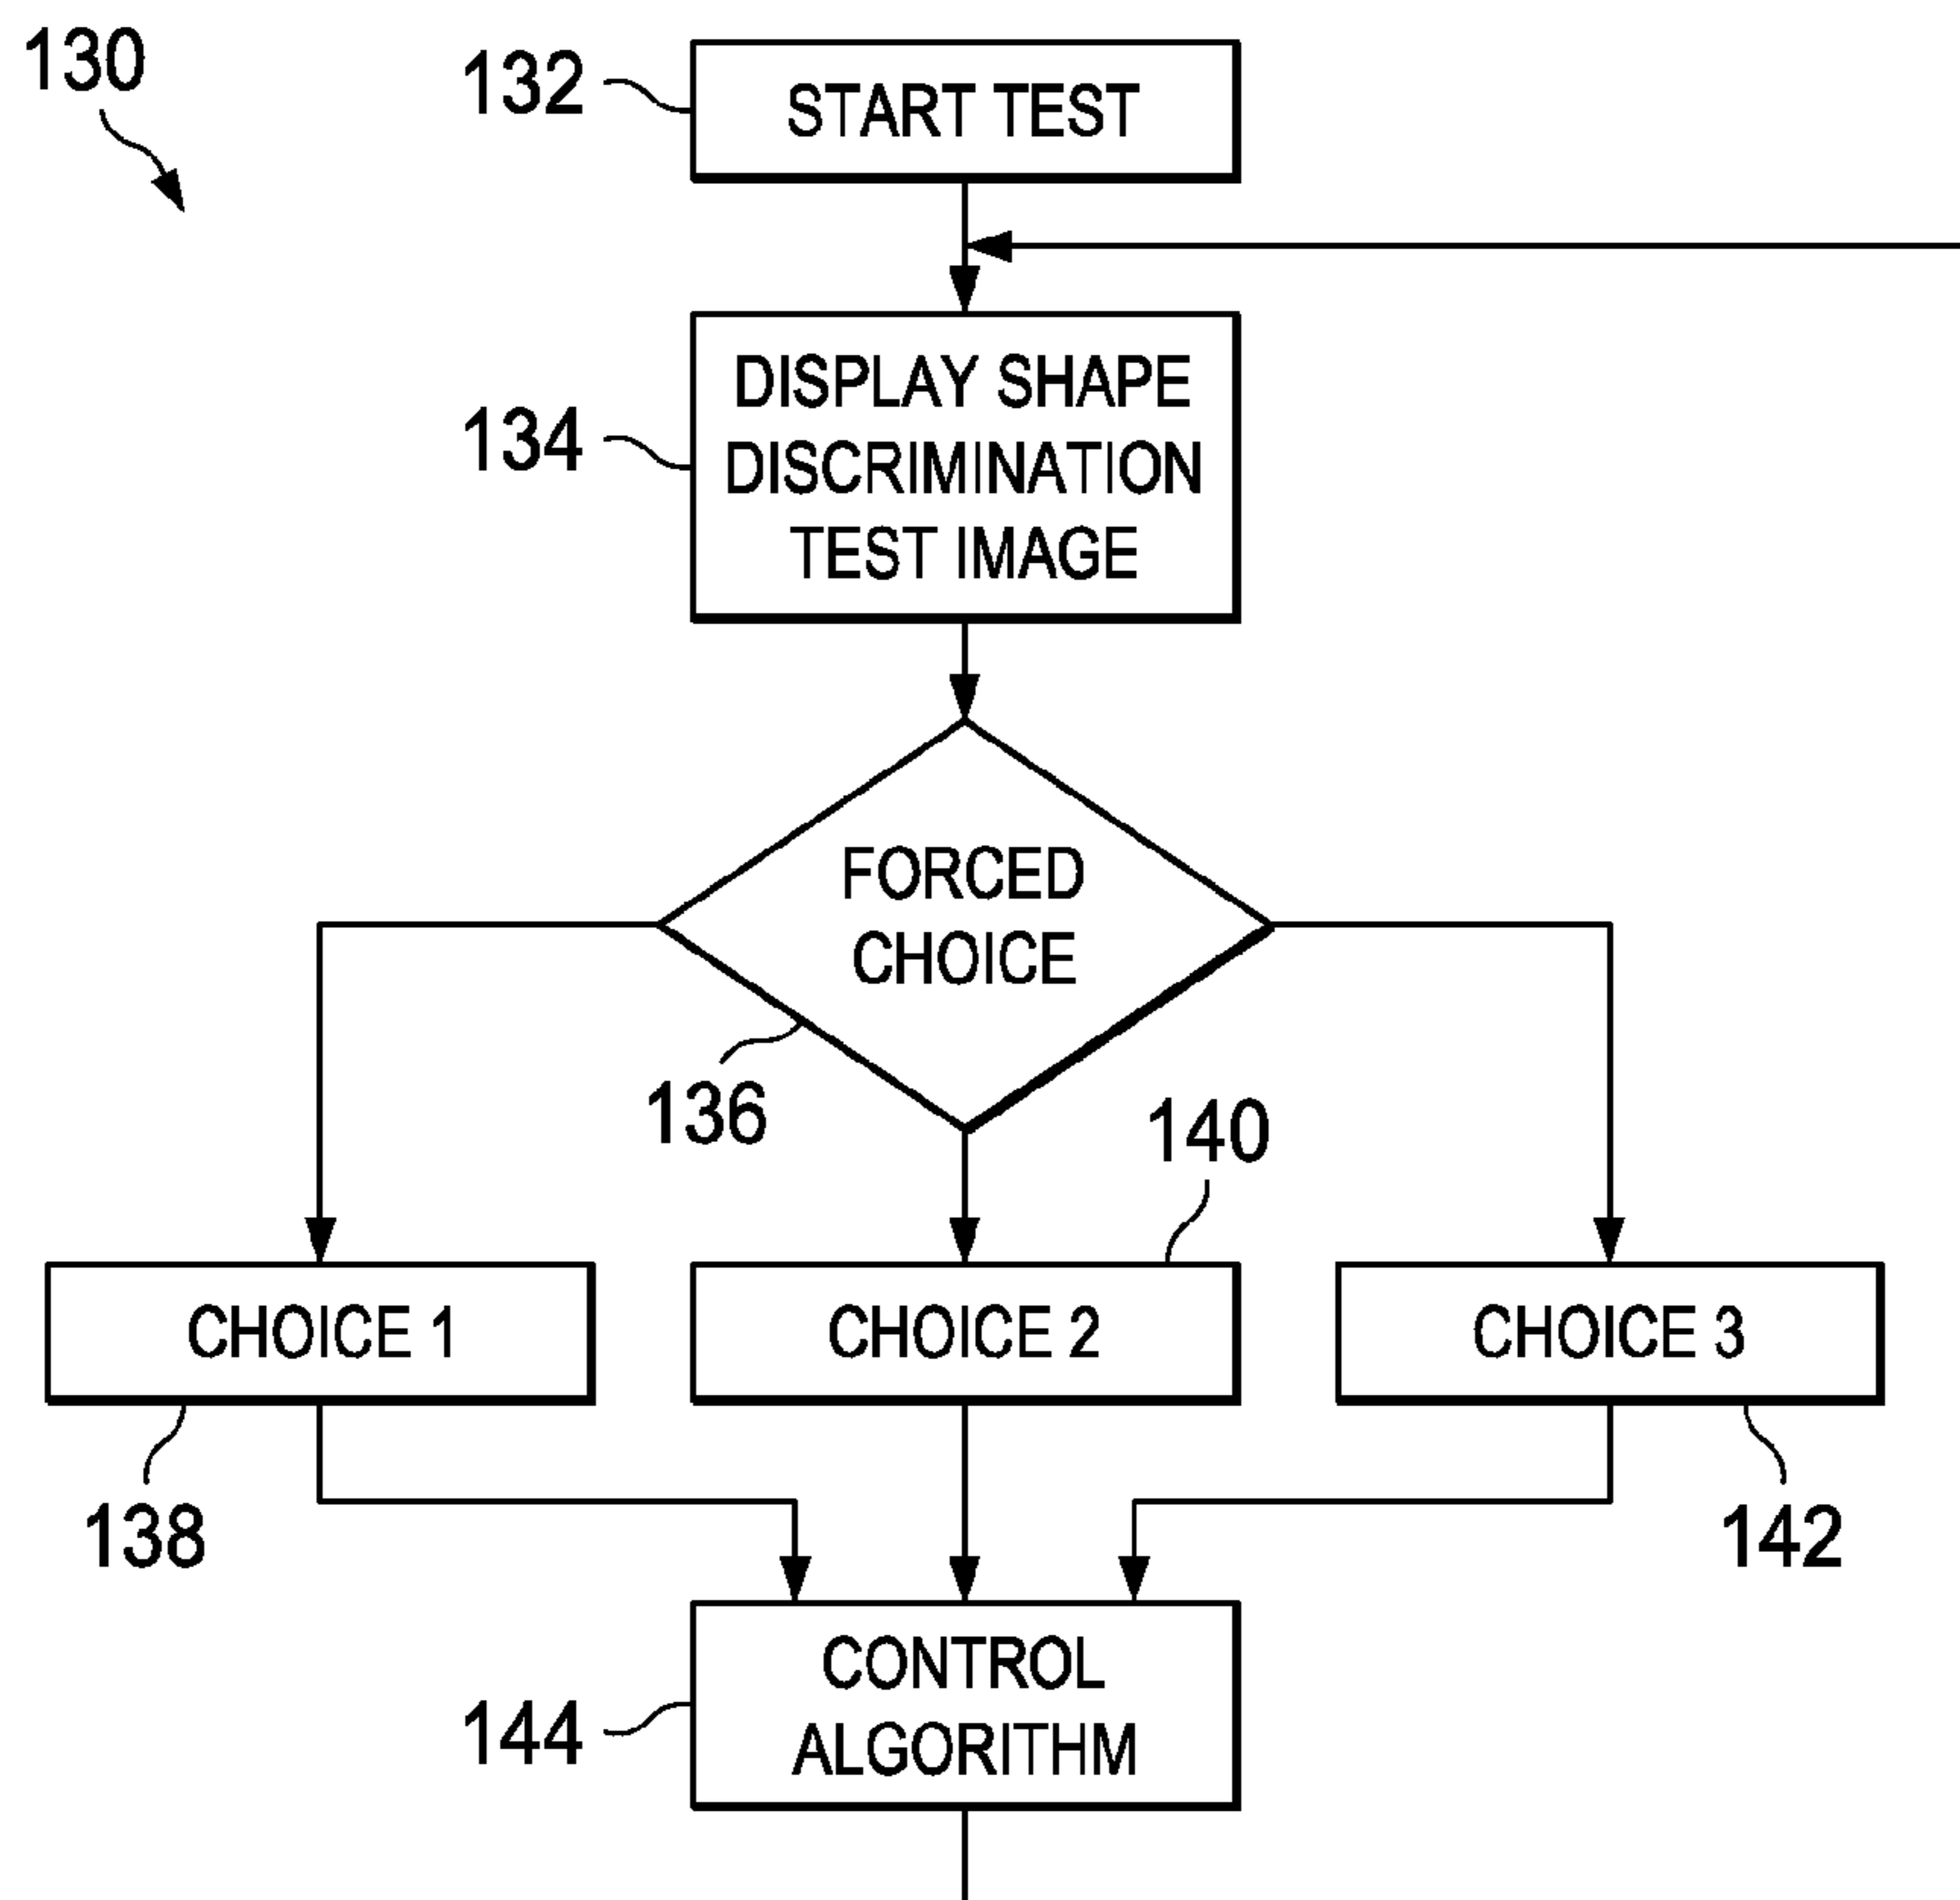 130
132
START TEST
134
DISPLAY SHAPE
DISCRIMINATION
TEST IMAGE
FORCED
CHOICE
136
140
CHOICE 1
CHOICE 2
CHOICE 3
138
142
144
CONTROL
ALGORITHM